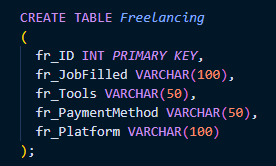 CREATE TABLE Freelancing
(
fr_ID INT PRIMARY KEY,
fr_JobFilled VARCHAR(100),
fr_Tools VARCHAR(50),
fr_PaymentMethod VARCHAR(50),
fr_Platform VARCHAR(100)
);